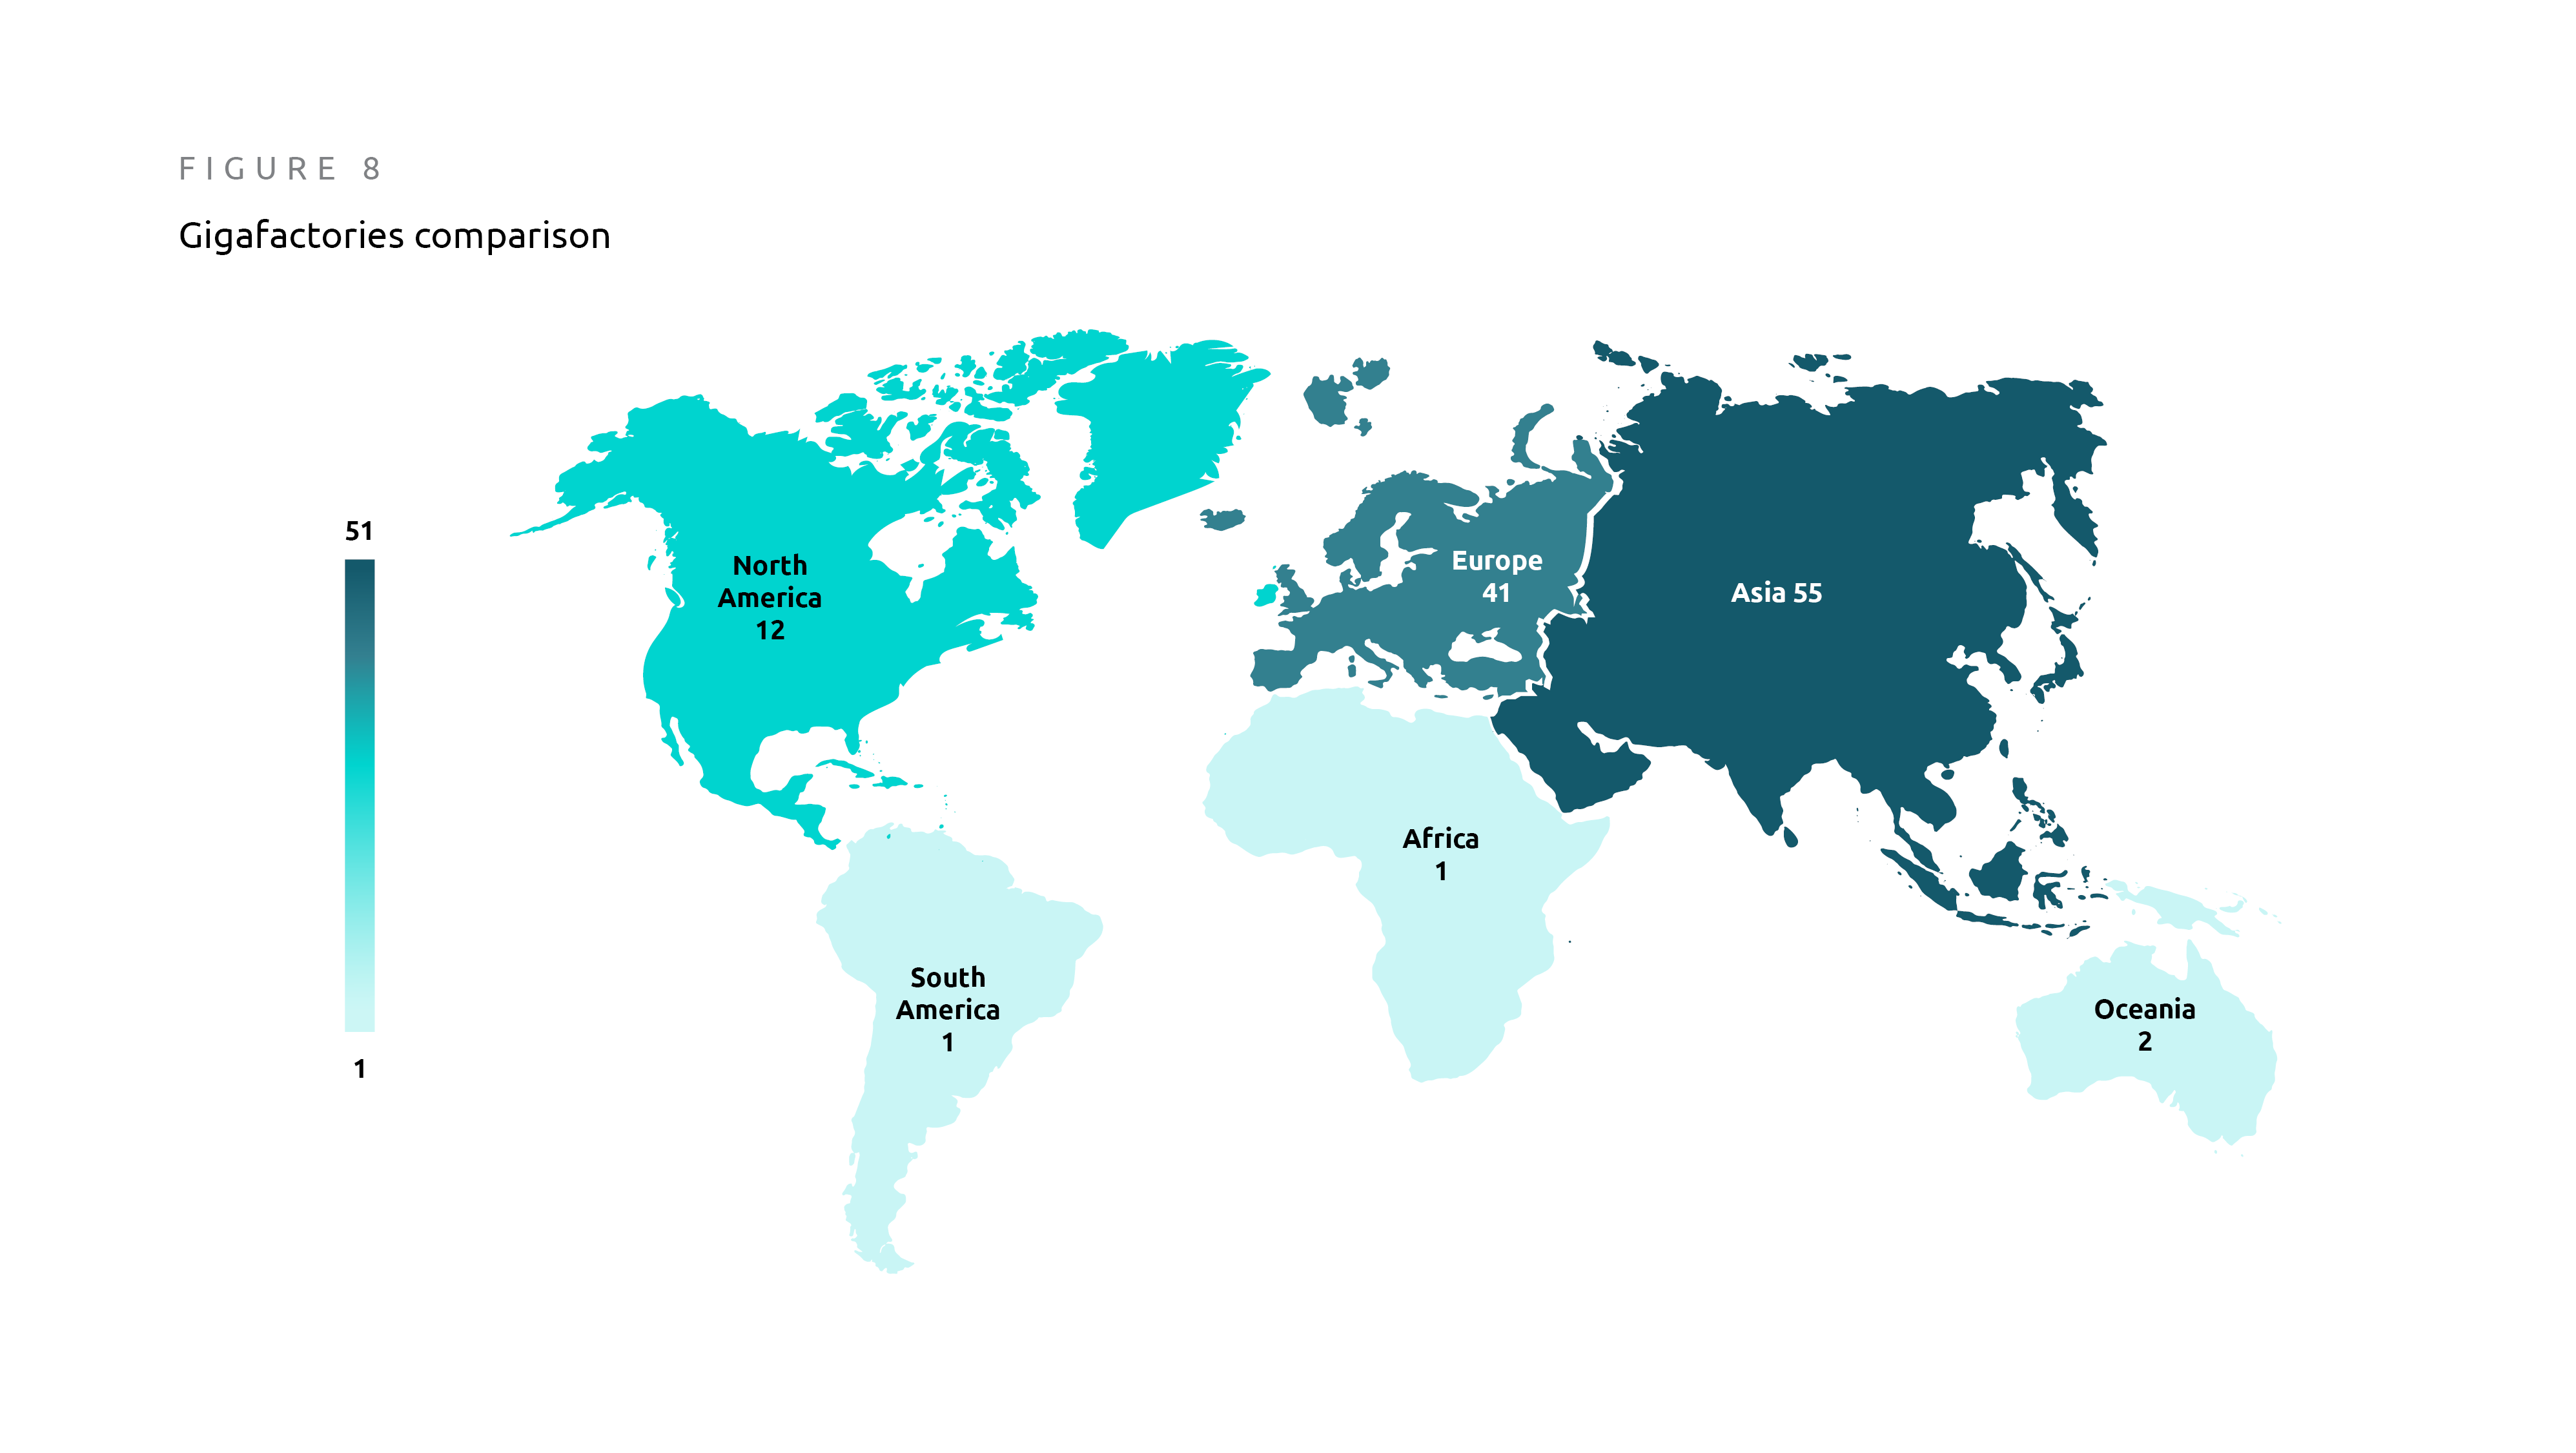 FIGURE 8
Gigafactories comparison
51
1
North
America
12
Europe
41
Asia 55
Africa
1
South
America
1
Oceania
2